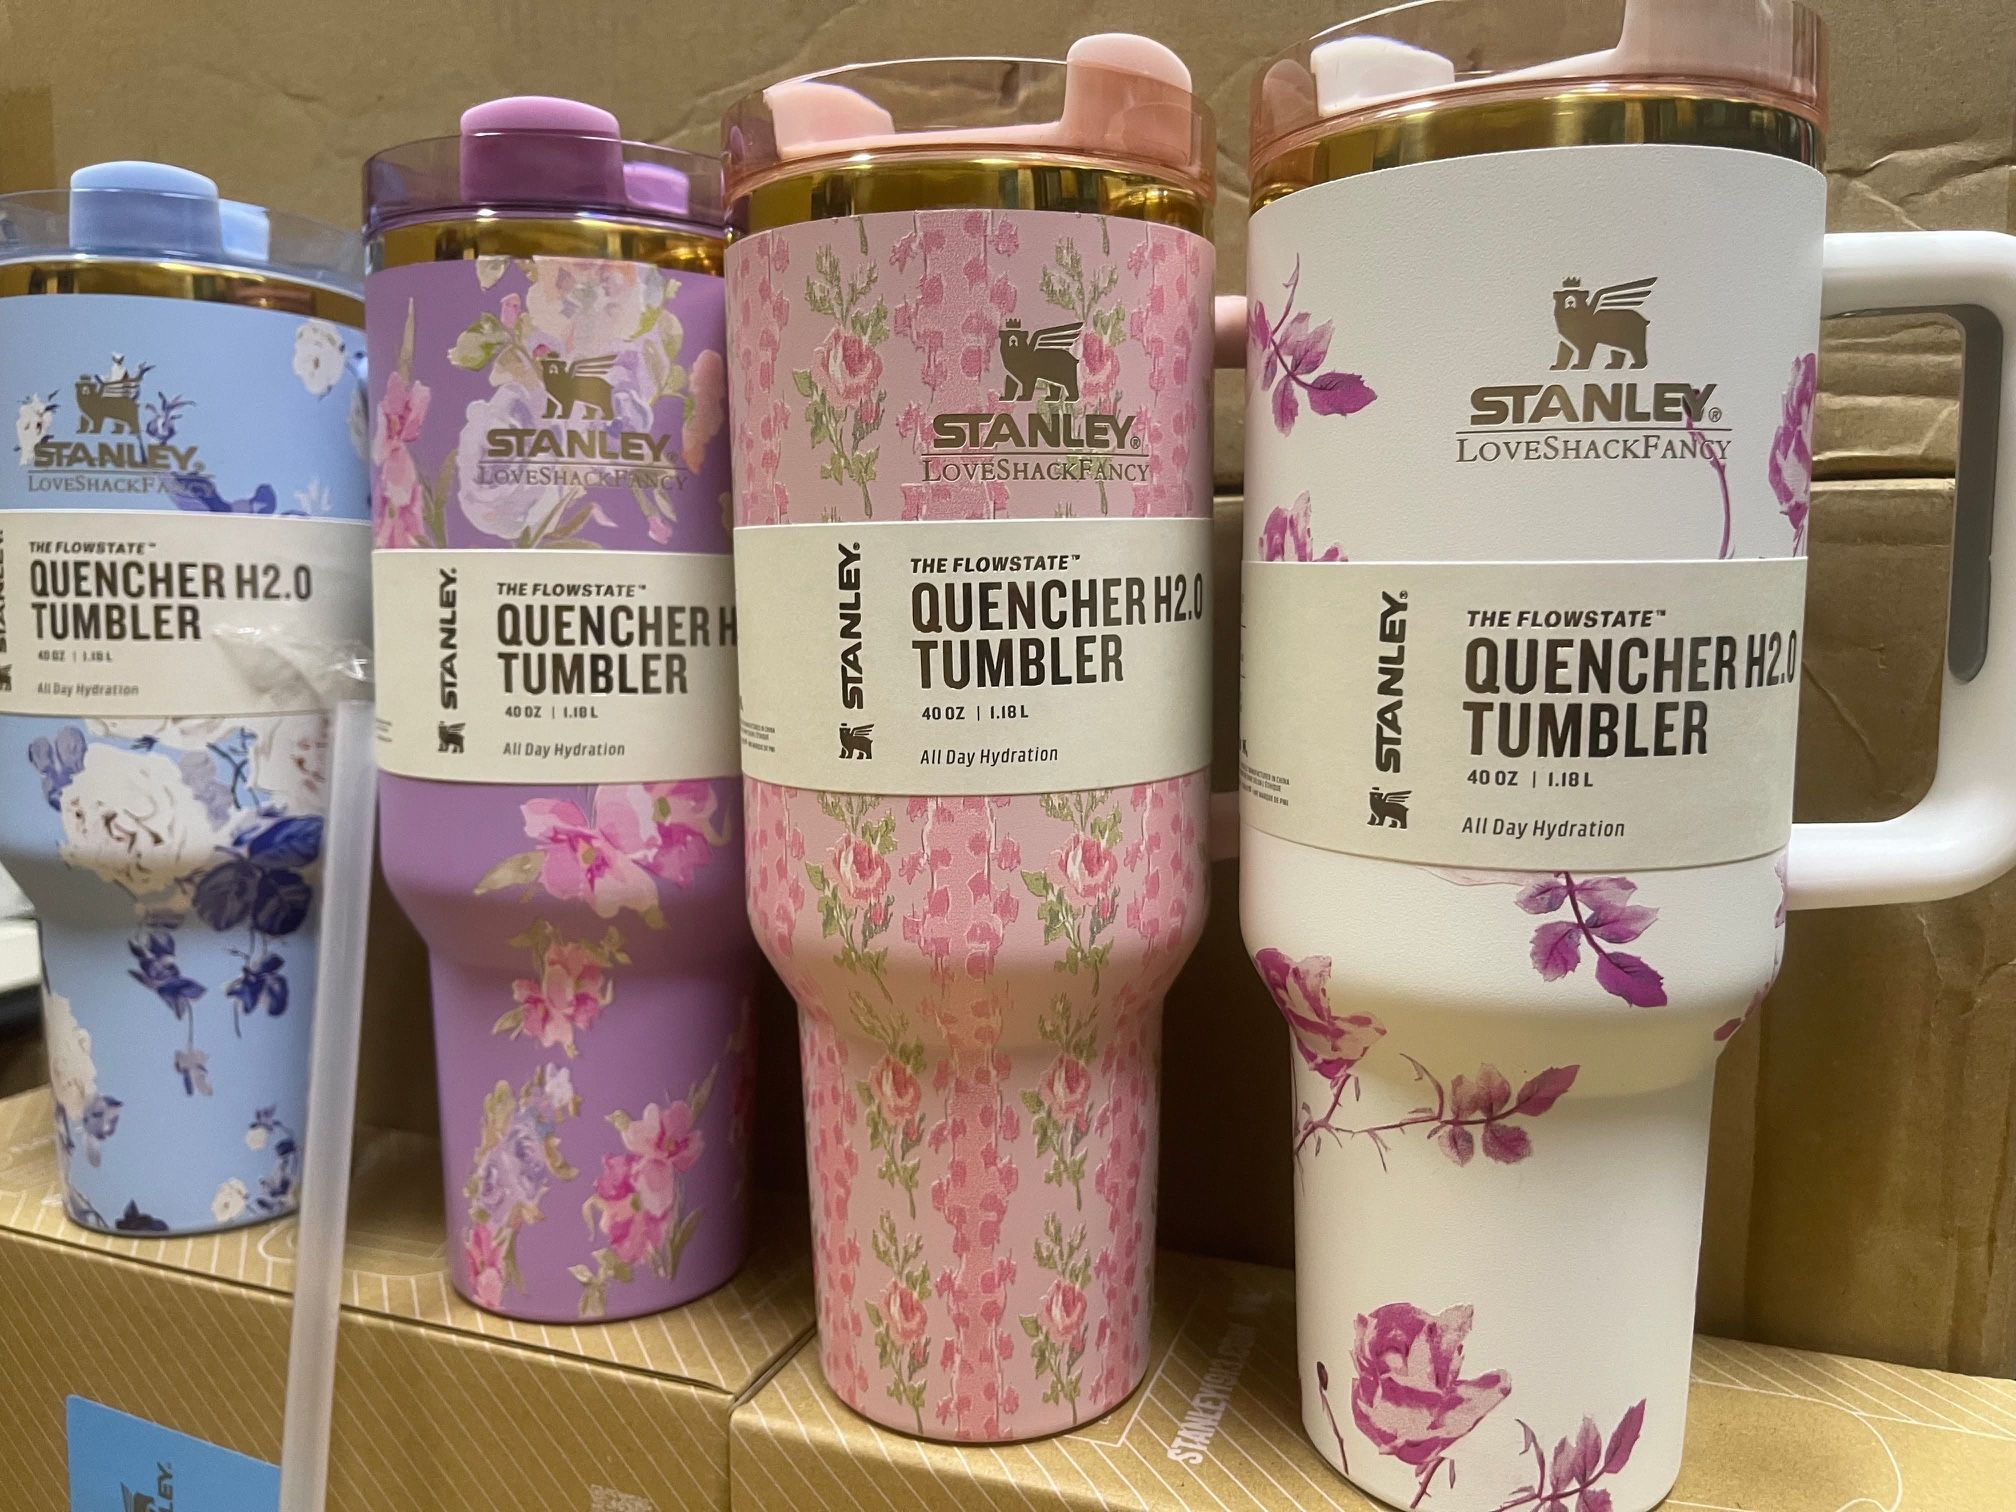 STANLEY®
LOVESHACKFANCY
THE FLOWSTATE™
QUENCHER H2.0
TUMBLER
40 OZ | 1.18 L
All Day Hydration
STANLEY
LOVESHACKFANCY
STANLEY.
THE FLOWSTATE™
QUENCHER H
TUMBLER
40 OZ | 1.18 L
All Day Hydration
STANLEY®
LOVESHACKFANCY
STANLEY.
THE FLOWSTATE™
QUENCHER H2.0
TUMBLER
40 OZ | 1.18 L
All Day Hydration
STANLEY®
LOVESHACKFANCY
STANLEY®
THE FLOWSTATE™
QUENCHER H2.0
TUMBLER
40 OZ | 1.18 L
All Day Hydration
STANLEY1913.com
LEY.